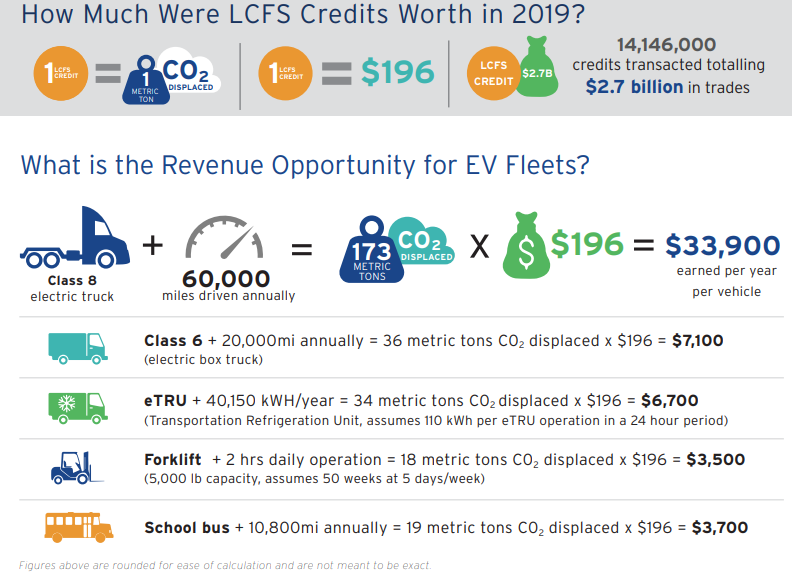 How Much Were LCFS Credits Worth in 2019?
1 LCFS CREDIT = 1 METRIC TON CO2 DISPLACED
1 LCFS CREDIT = $196
LCFS CREDIT $2.7B
14,146,000
credits transacted totalling
$2.7 billion in trades
What is the Revenue Opportunity for EV Fleets?
Class 8
electric truck
+
60,000
miles driven annually
=
173
METRIC
TONS
CO2
DISPLACED
X
$
$196 = $33,900
earned per year
per vehicle
Class 6 + 20,000mi annually = 36 metric tons CO2 displaced x $196 = $7,100
(electric box truck)
eTRU + 40,150 kWH/year = 34 metric tons CO2 displaced x $196 = $6,700
(Transportation Refrigeration Unit, assumes 110 kWh per eTRU operation in a 24 hour period)
Forklift + 2 hrs daily operation = 18 metric tons CO2 displaced x $196 = $3,500
(5,000 lb capacity, assumes 50 weeks at 5 days/week)
School bus + 10,800mi annually = 19 metric tons CO2 displaced x $196 = $3,700
Figures above are rounded for ease of calculation and are not meant to be exact.